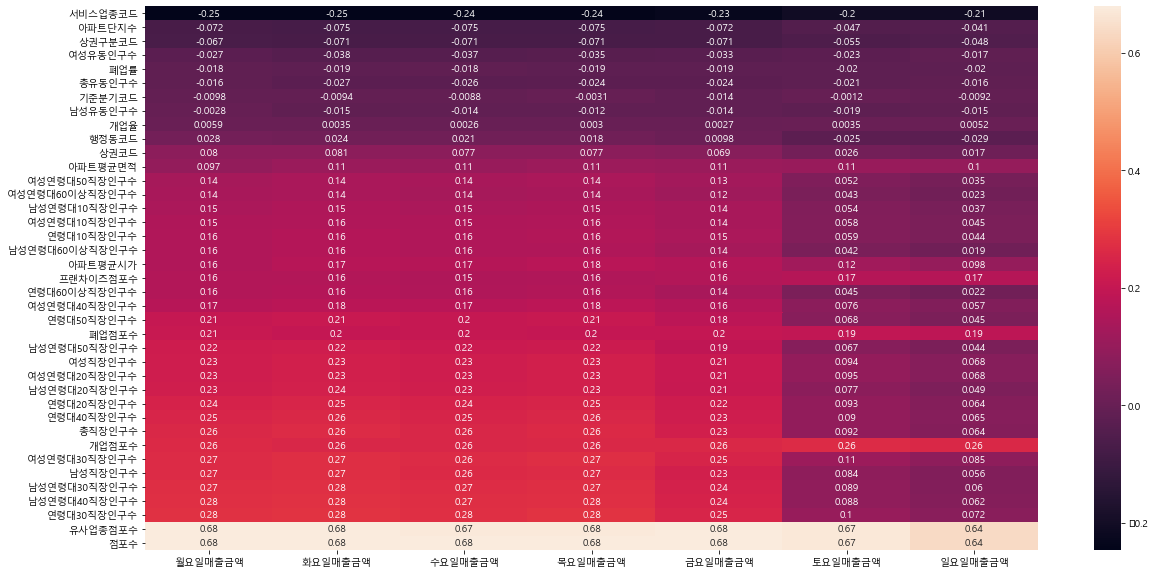 서비스업종코드 -0.25 -0.25 -0.24 -0.24 -0.23 -0.2 -0.21
아파트단지수 -0.072 -0.075 -0.075 -0.075 -0.072 -0.047 -0.041
상권구분코드 -0.067 -0.071 -0.071 -0.071 -0.071 -0.055 -0.048
여성유동인구수 -0.027 -0.038 -0.037 -0.035 -0.033 -0.023 -0.017
폐업률 -0.018 -0.019 -0.018 -0.019 -0.019 -0.02 -0.02
총유동인구수 -0.016 -0.027 -0.026 -0.024 -0.024 -0.021 -0.016
기준분기코드 -0.0098 -0.0094 -0.0088 -0.0031 -0.014 -0.0012 -0.0092
남성유동인구수 -0.0028 -0.015 -0.014 -0.012 -0.014 -0.019 -0.015
개업율 0.0059 0.0035 0.0026 0.003 0.0027 0.0035 0.0052
행정동코드 0.028 0.024 0.021 0.018 0.0098 -0.025 -0.029
상권코드 0.08 0.081 0.077 0.077 0.069 0.026 0.017
아파트평균면적 0.097 0.11 0.11 0.11 0.11 0.11 0.1
여성연령대50직장인구수 0.14 0.14 0.14 0.14 0.13 0.052 0.035
여성연령대60이상직장인구수 0.14 0.14 0.14 0.14 0.12 0.043 0.023
남성연령대10직장인구수 0.15 0.15 0.15 0.15 0.14 0.054 0.037
여성연령대10직장인구수 0.15 0.16 0.15 0.16 0.15 0.058 0.045
연령대10직장인구수 0.16 0.16 0.16 0.16 0.15 0.059 0.044
남성연령대60이상직장인구수 0.16 0.16 0.16 0.16 0.14 0.042 0.019
아파트평균시가 0.16 0.17 0.17 0.18 0.16 0.12 0.098
프랜차이즈점포수 0.16 0.16 0.15 0.16 0.16 0.17 0.17
연령대60이상직장인구수 0.16 0.16 0.16 0.16 0.14 0.045 0.022
여성연령대40직장인구수 0.17 0.18 0.17 0.18 0.16 0.076 0.057
연령대50직장인구수 0.21 0.21 0.2 0.21 0.18 0.068 0.045
폐업점포수 0.21 0.2 0.2 0.2 0.2 0.19 0.19
남성연령대50직장인구수 0.22 0.22 0.22 0.22 0.19 0.067 0.044
여성직장인구수 0.23 0.23 0.23 0.23 0.21 0.094 0.068
여성연령대20직장인구수 0.23 0.23 0.23 0.23 0.21 0.095 0.068
남성연령대20직장인구수 0.23 0.24 0.23 0.23 0.21 0.077 0.049
연령대20직장인구수 0.24 0.25 0.24 0.25 0.22 0.093 0.064
연령대40직장인구수 0.25 0.26 0.25 0.26 0.23 0.09 0.065
총직장인구수 0.26 0.26 0.26 0.26 0.23 0.092 0.064
개업점포수 0.26 0.26 0.26 0.26 0.26 0.26 0.26
여성연령대30직장인구수 0.27 0.27 0.26 0.27 0.25 0.11 0.085
남성직장인구수 0.27 0.27 0.26 0.27 0.23 0.084 0.056
남성연령대30직장인구수 0.27 0.28 0.27 0.28 0.24 0.089 0.06
남성연령대40직장인구수 0.28 0.28 0.27 0.28 0.24 0.088 0.062
연령대30직장인구수 0.28 0.28 0.28 0.28 0.25 0.1 0.072
유사업종점포수 0.68 0.68 0.67 0.68 0.68 0.67 0.64
점포수 0.68 0.68 0.68 0.68 0.68 0.67 0.64
월요일매출금액 화요일매출금액 수요일매출금액 목요일매출금액 금요일매출금액 토요일매출금액 일요일매출금액
0.6
0.4
0.2
0.0
□0.2